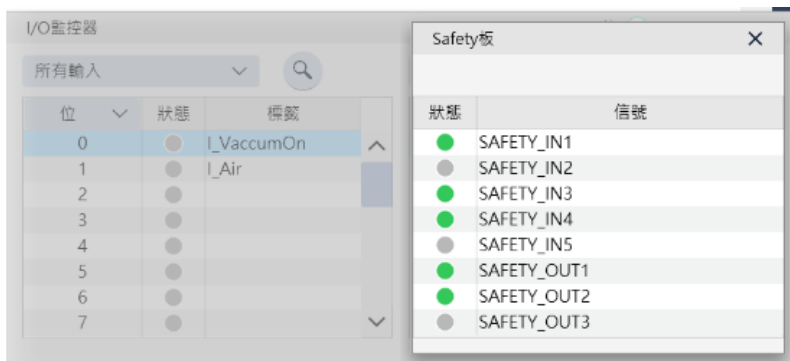 I/O監控器
所有輸入
位 狀態 標籤
0 I_VaccumOn
1 I_Air
2
3
4
5
6
7
Safety板
狀態 信號
SAFETY_IN1
SAFETY_IN2
SAFETY_IN3
SAFETY_IN4
SAFETY_IN5
SAFETY_OUT1
SAFETY_OUT2
SAFETY_OUT3